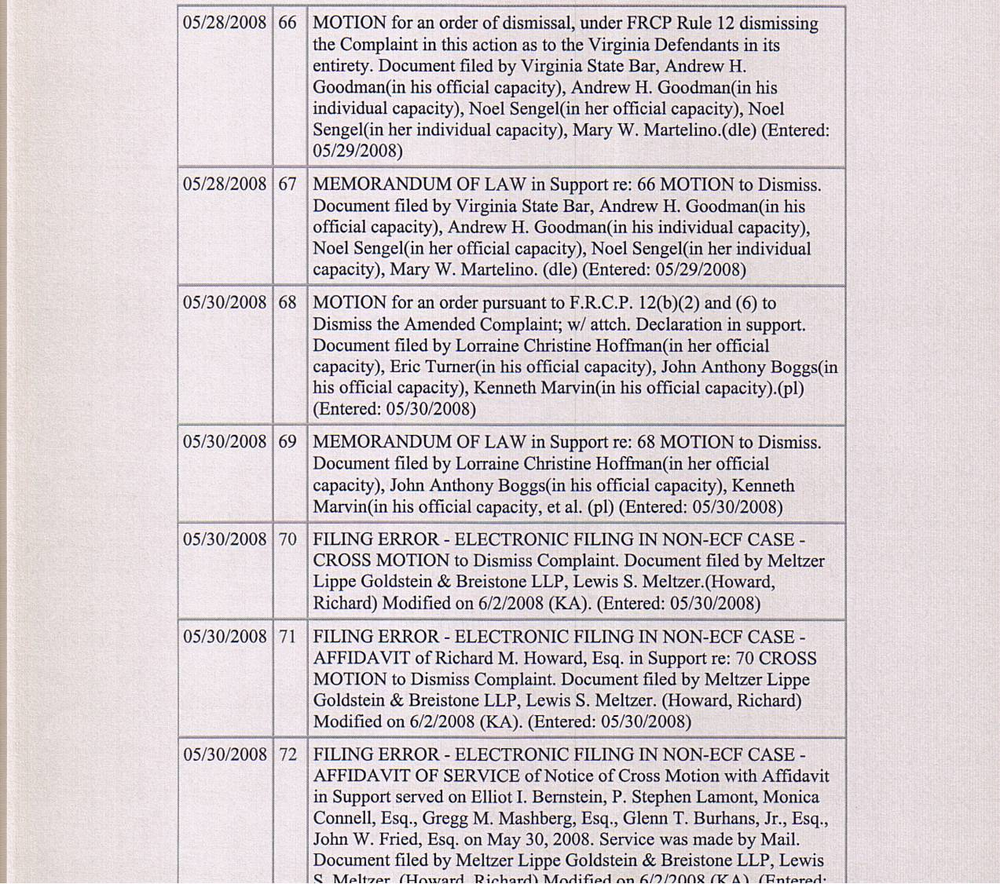 05/28/2008 66 MOTION for an order of dismissal, under FRCP Rule 12 dismissing
the Complaint in this action as to the Virginia Defendants in its
entirety. Document filed by Virginia State Bar, Andrew H.
Goodman(in his official capacity), Andrew H. Goodman(in his
individual capacity), Noel Sengel(in her official capacity), Noel
Sengel(in her individual capacity), Mary W. Martelino.(dle) (Entered:
05/29/2008)
05/28/2008 67 MEMORANDUM OF LAW in Support re: 66 MOTION to Dismiss.
Document filed by Virginia State Bar, Andrew H. Goodman(in his
official capacity), Andrew H. Goodman(in his individual capacity),
Noel Sengel(in her official capacity), Noel Sengel(in her individual
capacity), Mary W. Martelino. (dle) (Entered: 05/29/2008)
05/30/2008 68 MOTION for an order pursuant to F.R.C.P. 12(b)(2) and (6) to
Dismiss the Amended Complaint; w/ attch. Declaration in support.
Document filed by Lorraine Christine Hoffman(in her official
capacity), Eric Turner(in his official capacity), John Anthony Boggs(in
his official capacity), Kenneth Marvin(in his official capacity).(pl)
(Entered: 05/30/2008)
05/30/2008 69 MEMORANDUM OF LAW in Support re: 68 MOTION to Dismiss.
Document filed by Lorraine Christine Hoffman(in her official
capacity), John Anthony Boggs(in his official capacity), Kenneth
Marvin(in his official capacity, et al. (pl) (Entered: 05/30/2008)
05/30/2008 70 FILING ERROR - ELECTRONIC FILING IN NON-ECF CASE -
CROSS MOTION to Dismiss Complaint. Document filed by Meltzer
Lippe Goldstein & Breistone LLP, Lewis S. Meltzer.(Howard,
Richard) Modified on 6/2/2008 (KA). (Entered: 05/30/2008)
05/30/2008 71 FILING ERROR - ELECTRONIC FILING IN NON-ECF CASE -
AFFIDAVIT of Richard M. Howard, Esq. in Support re: 70 CROSS
MOTION to Dismiss Complaint. Document filed by Meltzer Lippe
Goldstein & Breistone LLP, Lewis S. Meltzer. (Howard, Richard)
Modified on 6/2/2008 (KA). (Entered: 05/30/2008)
05/30/2008 72 FILING ERROR - ELECTRONIC FILING IN NON-ECF CASE -
AFFIDAVIT OF SERVICE of Notice of Cross Motion with Affidavit
in Support served on Elliot I. Bernstein, P. Stephen Lamont, Monica
Connell, Esq., Gregg M. Mashberg, Esq., Glenn T. Burhans, Jr., Esq.,
John W. Fried, Esq. on May 30, 2008. Service was made by Mail.
Document filed by Meltzer Lippe Goldstein & Breistone LLP, Lewis
S. Meltzer. (Howard, Richard) Modified on 6/2/2008 (KA). (Entered: